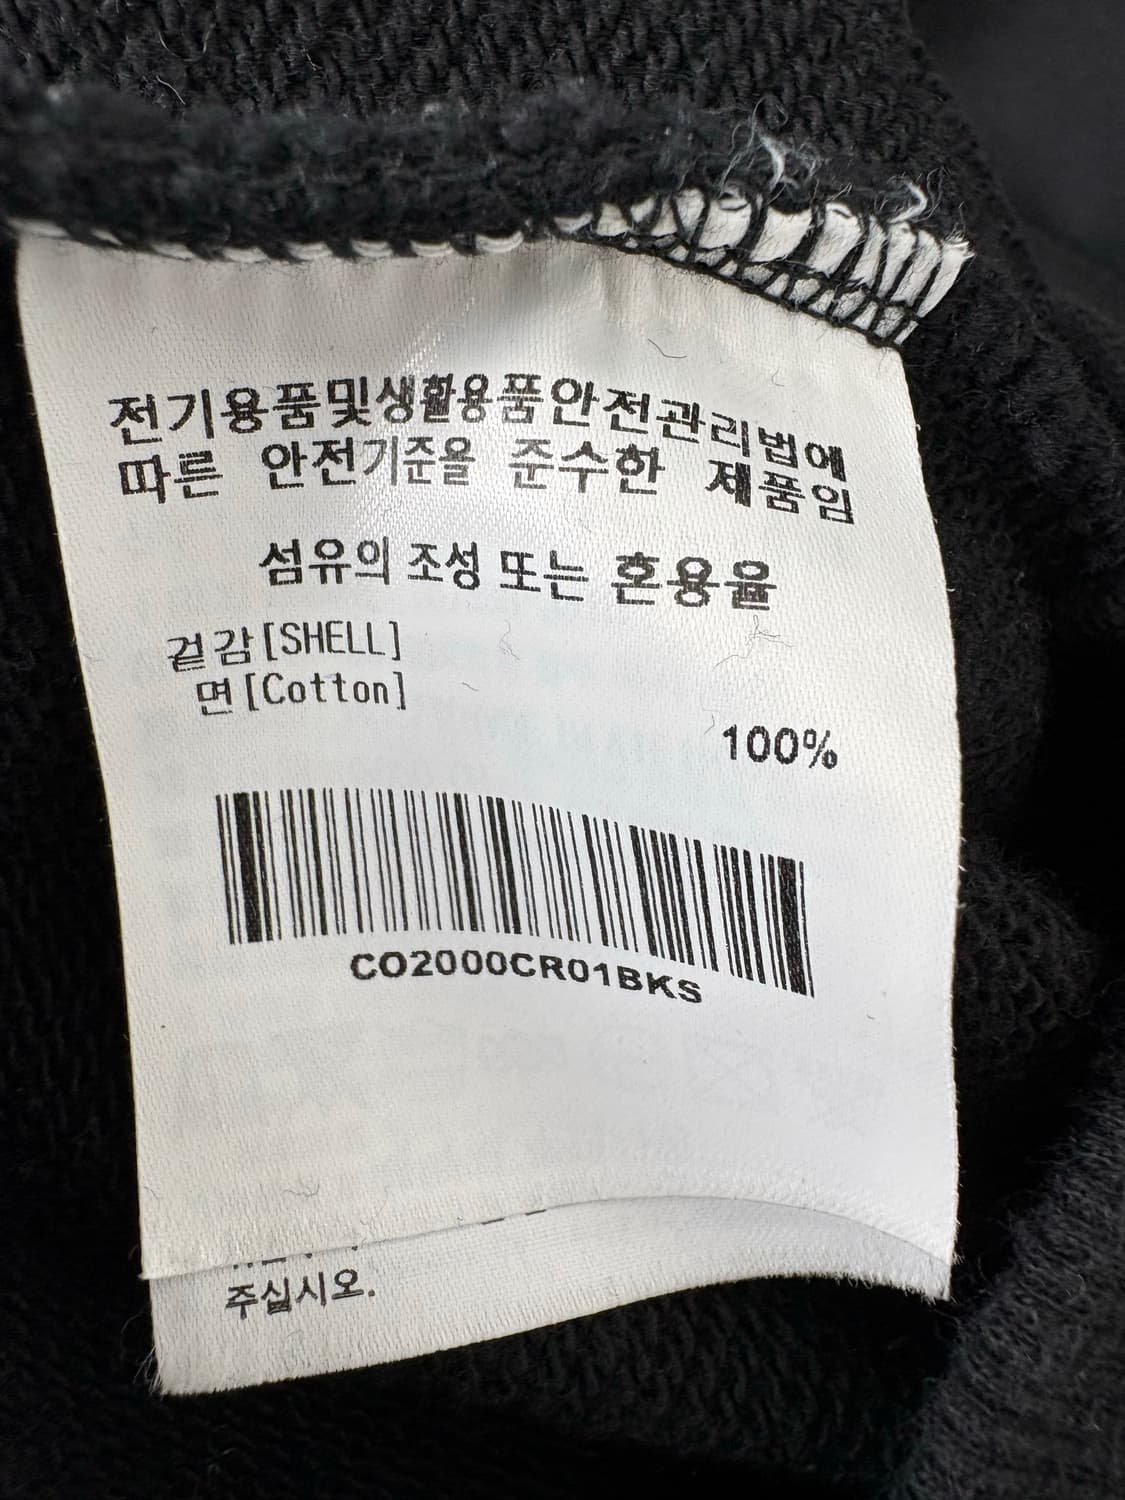 전기용품및생활용품안전관리법에
따른 안전기준을 준수한 제품임
섬유의 조성 또는 혼용율
겉감[SHELL]
면[Cotton]
100%
CO2000CR01BKS
주십시오.